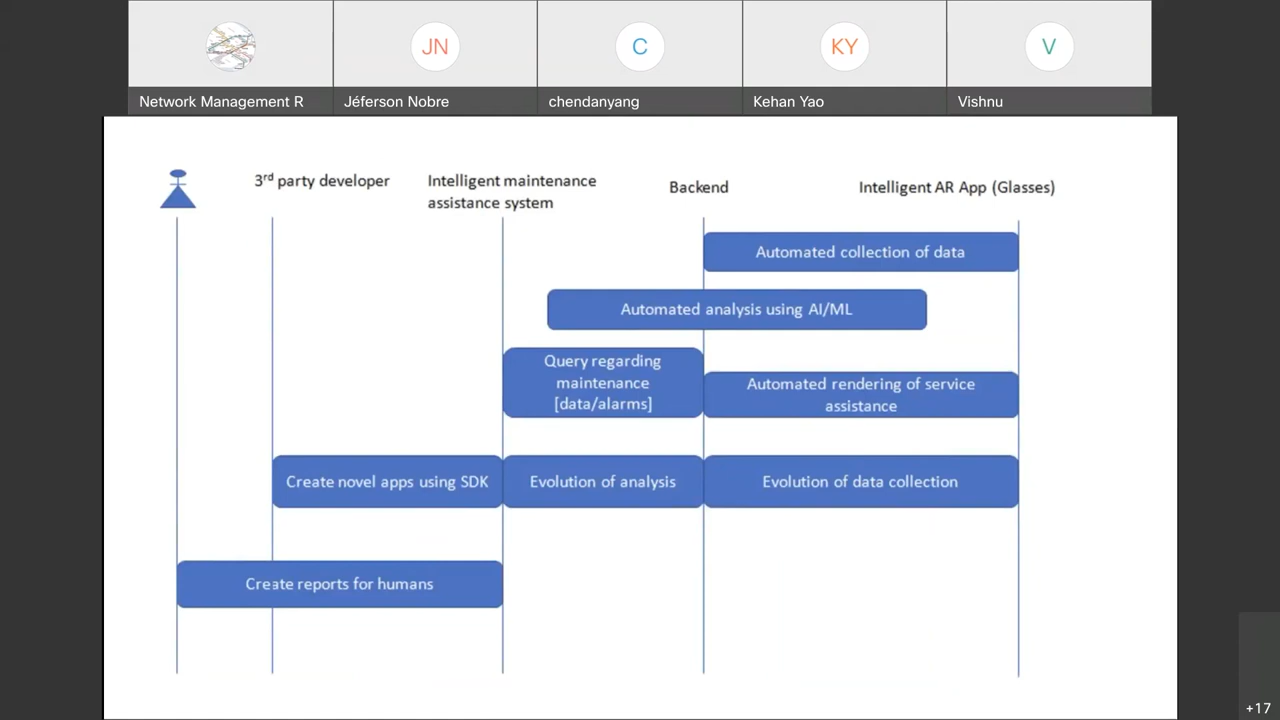 JN
C
KY
V
Network Management R
Jéferson Nobre
chendanyang
Kehan Yao
Vishnu
3rd party developer
Intelligent maintenance
assistance system
Backend
Intelligent AR App (Glasses)
Automated collection of data
Automated analysis using AI/ML
Query regarding
maintenance
[data/alarms]
Automated rendering of service
assistance
Create novel apps using SDK
Evolution of analysis
Evolution of data collection
Create reports for humans
+17